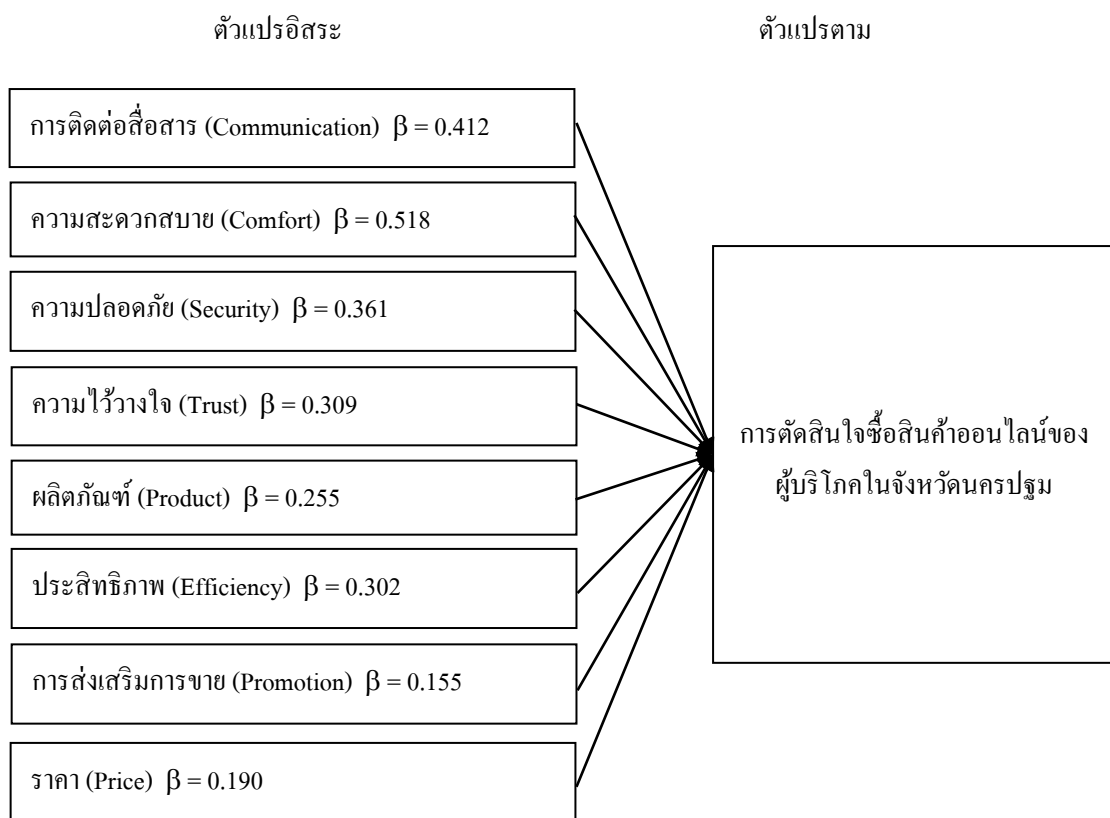 ตัวแปรอิสระ
ตัวแปรตาม
การติดต่อสื่อสาร (Communication) β = 0.412
ความสะดวกสบาย (Comfort) β = 0.518
ความปลอดภัย (Security) β = 0.361
ความไว้วางใจ (Trust) β = 0.309
ผลิตภัณฑ์ (Product) β = 0.255
ประสิทธิภาพ (Efficiency) β = 0.302
การส่งเสริมการขาย (Promotion) β = 0.155
ราคา (Price) β = 0.190
การตัดสินใจซื้อสินค้าออนไลน์ของ
ผู้บริโภคในจังหวัดนครปฐม